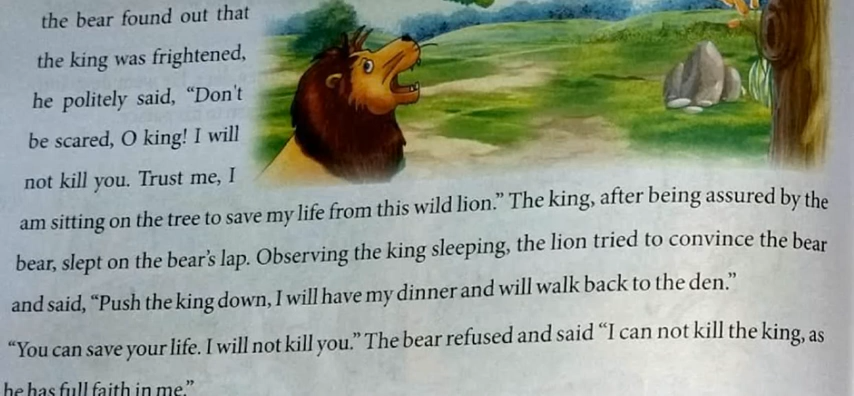 the bear found out that
the king was frightened,
he politely said, “Don't
be scared, O king! I will
not kill you. Trust me, I
am sitting on the tree to save my life from this wild lion.” The king, after being assured by the
bear, slept on the bear’s lap. Observing the king sleeping, the lion tried to convince the bear
and said, “Push the king down, I will have my dinner and will walk back to the den.”
“You can save your life. I will not kill you.” The bear refused and said “I can not kill the king, as
he has full faith in me.”